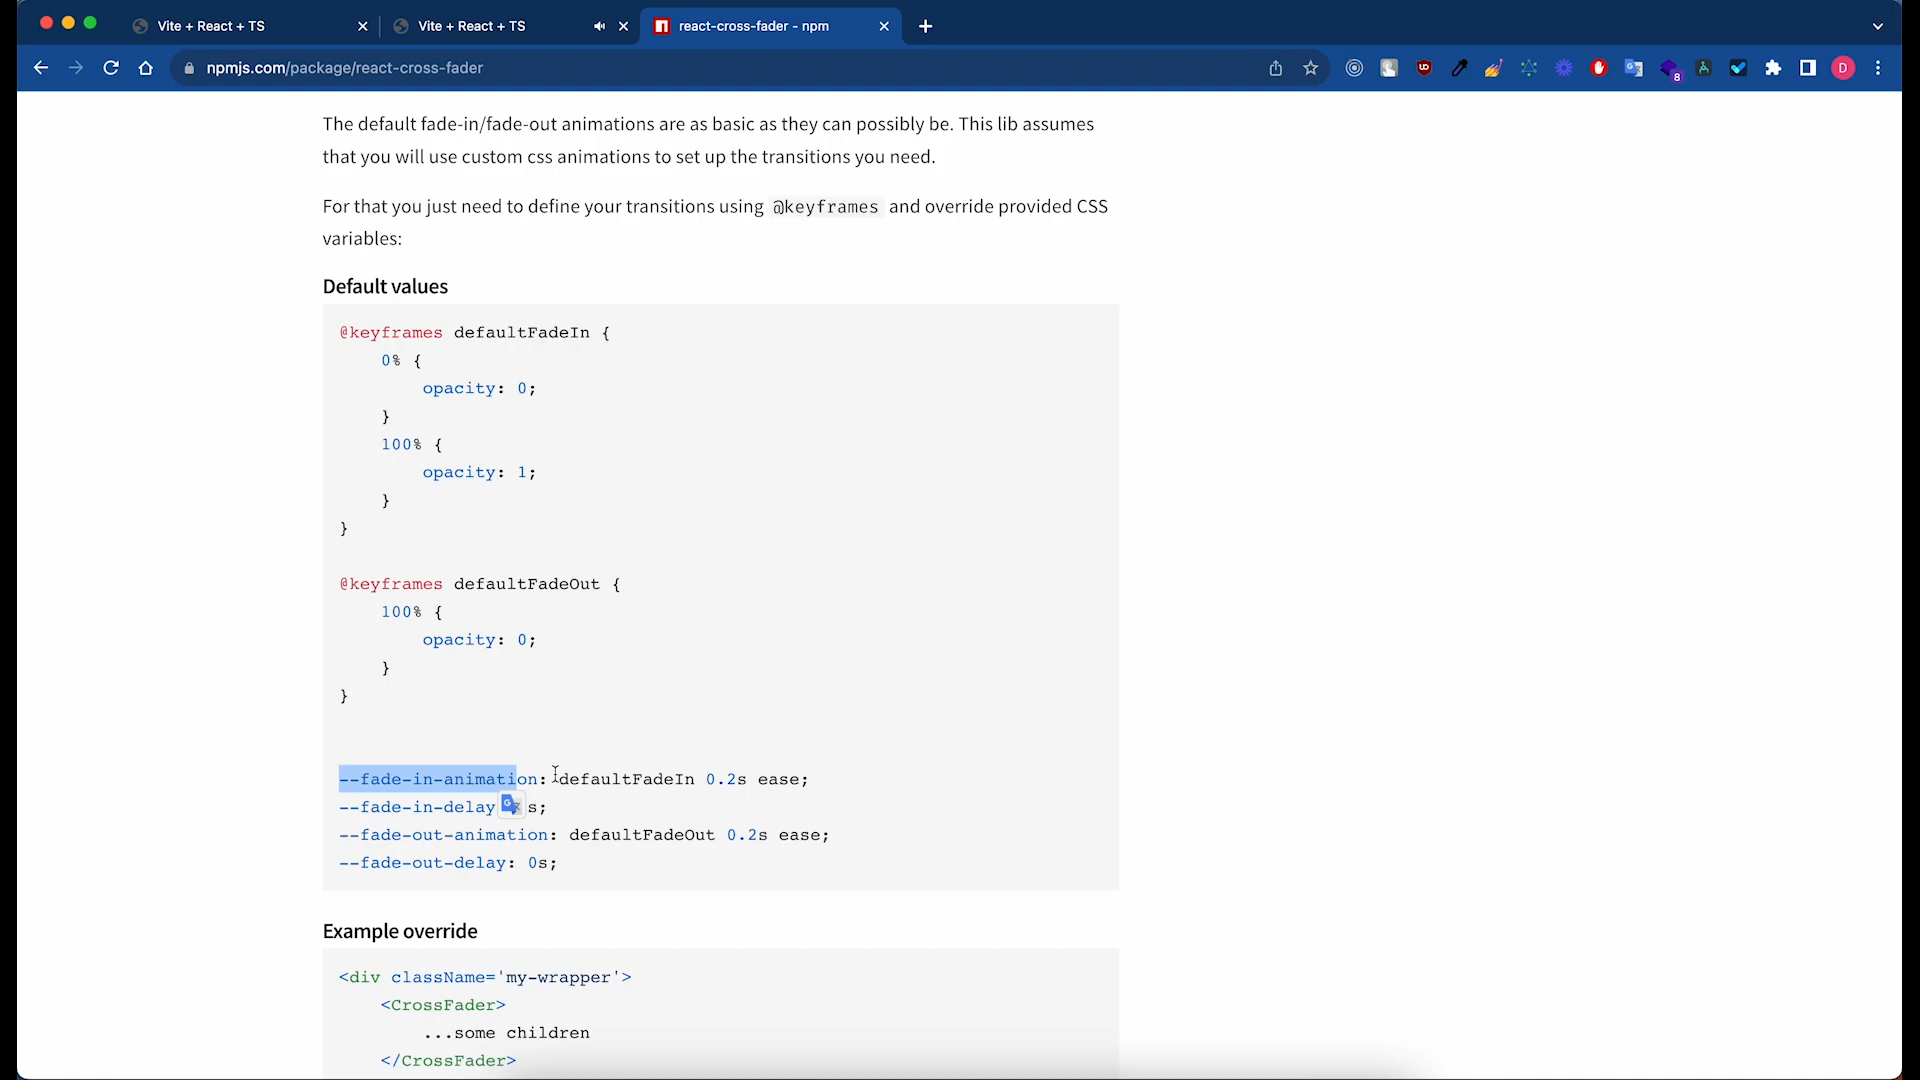 Vite + React + TS
Vite + React + TS
react-cross-fader - npm
npmjs.com/package/react-cross-fader
8
D
The default fade-in/fade-out animations are as basic as they can possibly be. This lib assumes
that you will use custom css animations to set up the transitions you need.
For that you just need to define your transitions using @keyframes and override provided CSS
variables:
Default values
@keyframes defaultFadeIn {
0% {
opacity: 0;
}
100% {
opacity: 1;
}
}
@keyframes defaultFadeOut {
100% {
opacity: 0;
}
}
--fade-in-animation: defaultFadeIn 0.2s ease;
--fade-in-delay s;
--fade-out-animation: defaultFadeOut 0.2s ease;
--fade-out-delay: 0s;
Example override
<div className='my-wrapper'>
<CrossFader>
...some children
</CrossFader>